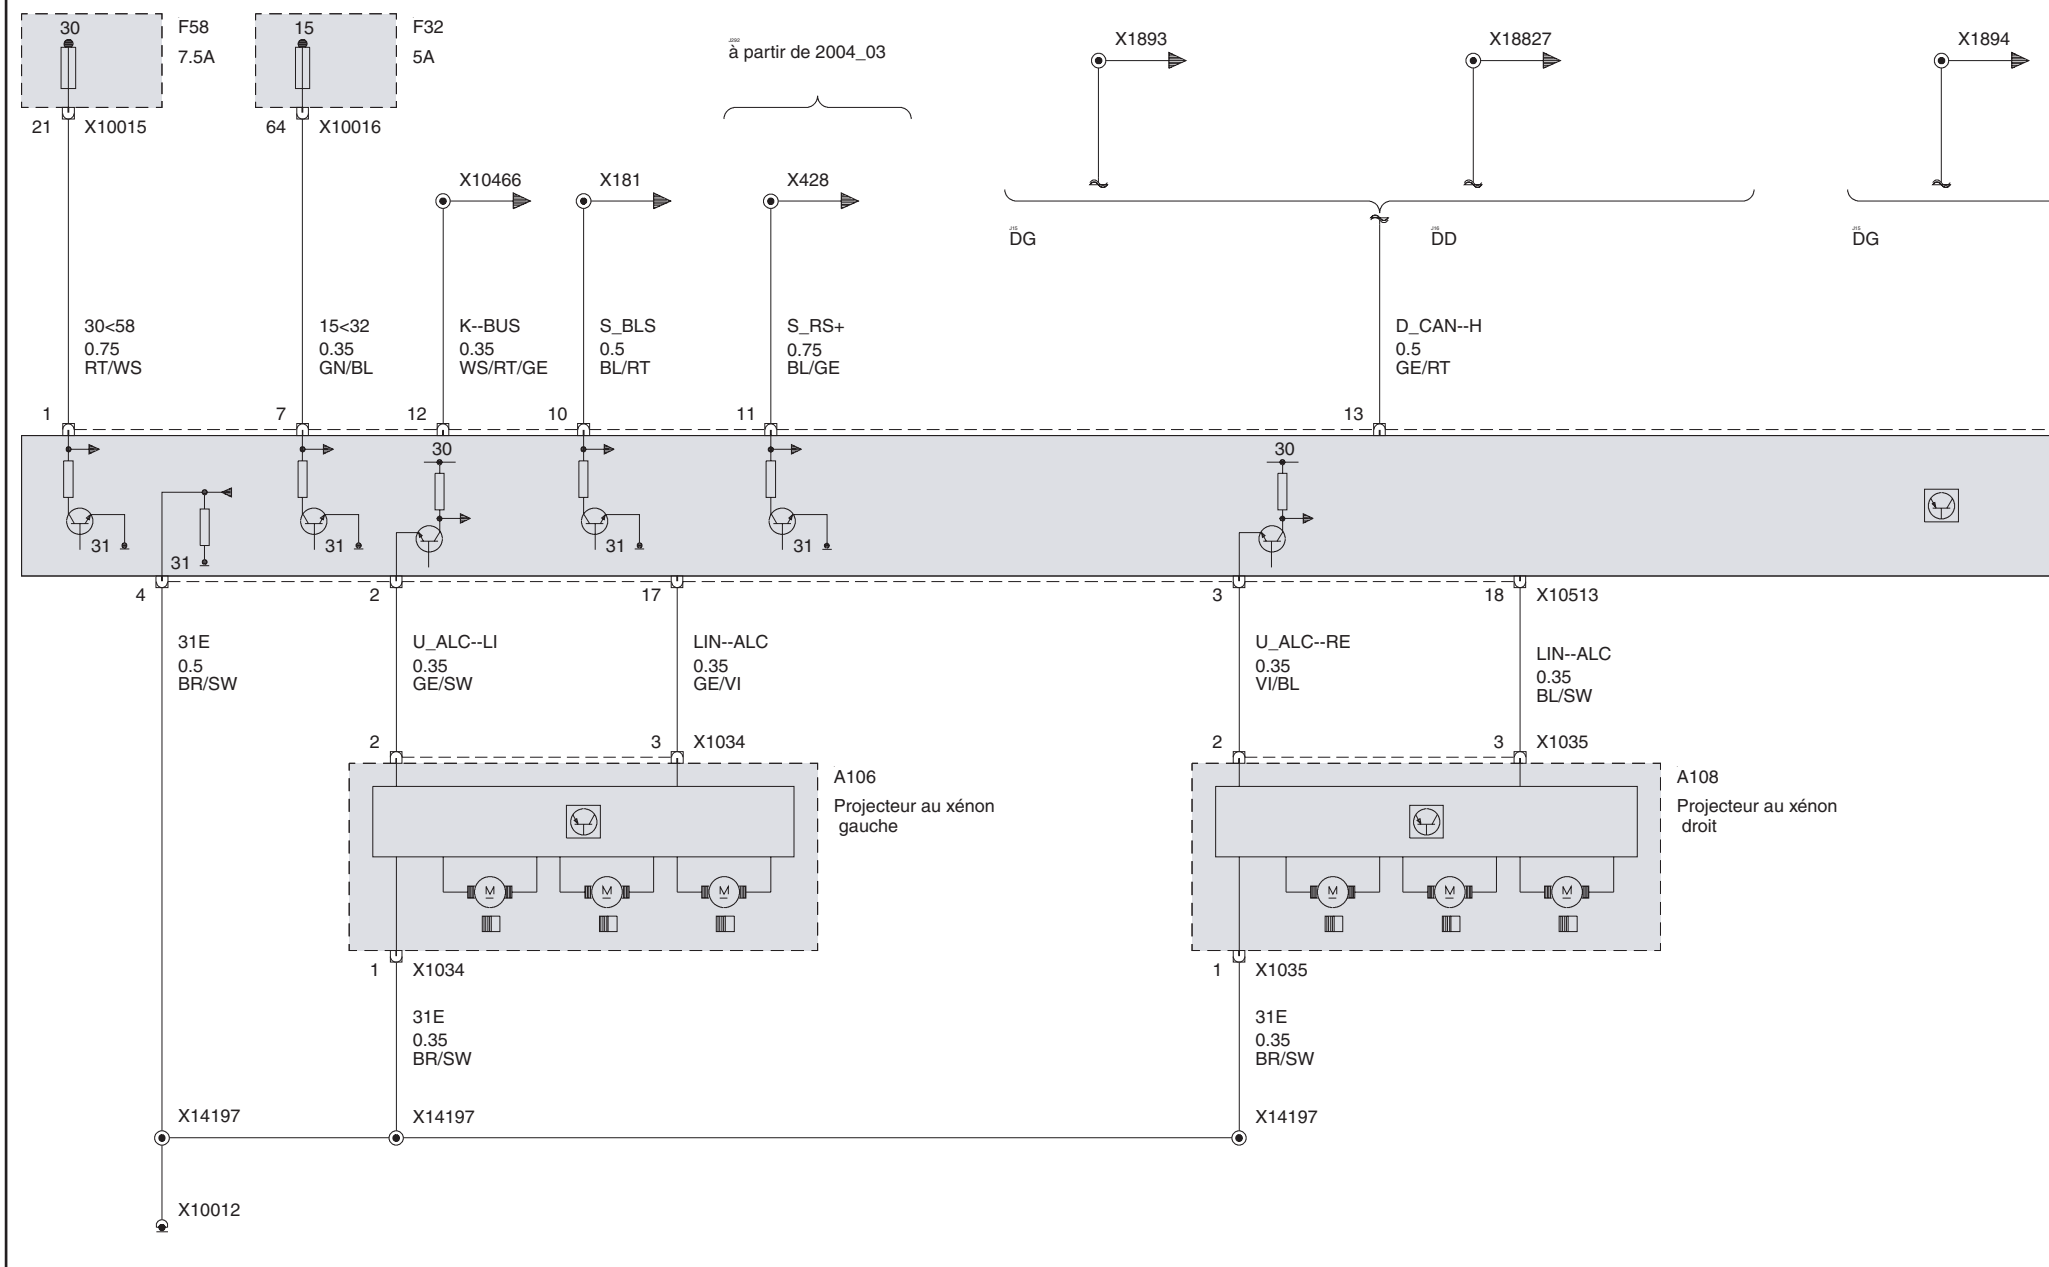 30
F58
15
F32
7.5A
5A
à partir de 2004_03
X1893
X18827
X1894
21
X10015
64
X10016
X10466
X181
X428
DG
DD
DG
30<58
0.75
RT/WS
15<32
0.35
GN/BL
K--BUS
0.35
WS/RT/GE
S_BLS
0.5
BL/RT
S_RS+
0.75
BL/GE
D_CAN--H
0.5
GE/RT
1
7
12
10
11
13
30
30
31
31
31
31
31
4
2
17
3
18
X10513
31E
0.5
BR/SW
U_ALC--LI
0.35
GE/SW
LIN--ALC
0.35
GE/VI
U_ALC--RE
0.35
VI/BL
LIN--ALC
0.35
BL/SW
2
3
X1034
2
3
X1035
A106
Projecteur au xénon
gauche
A108
Projecteur au xénon
droit
M
M
M
M
M
M
1
X1034
1
X1035
31E
0.35
BR/SW
31E
0.35
BR/SW
X14197
X14197
X14197
X10012